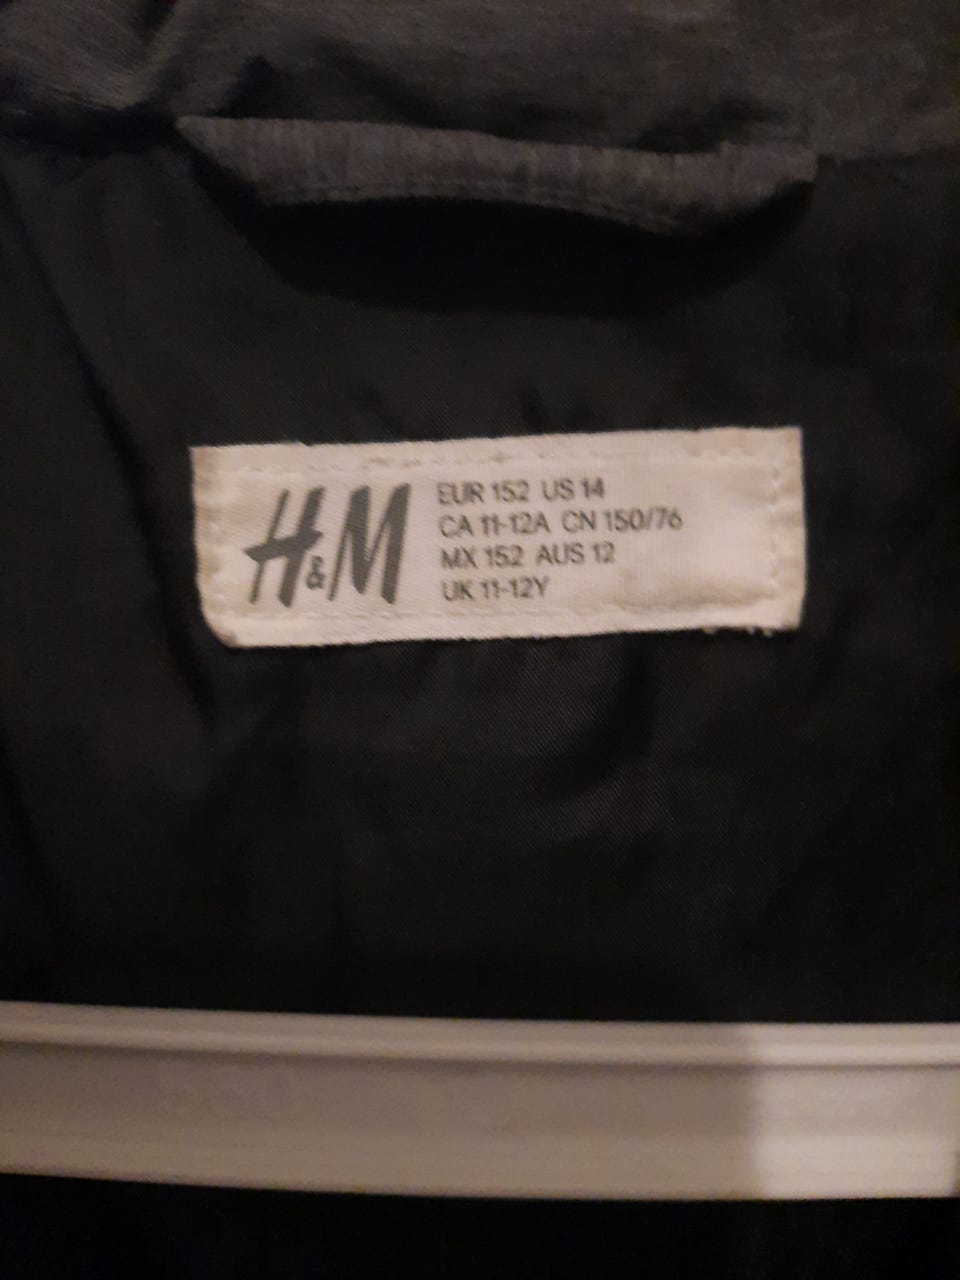 H&M
EUR 152 US 14
CA 11-12A CN 150/76
MX 152 AUS 12
UK 11-12Y